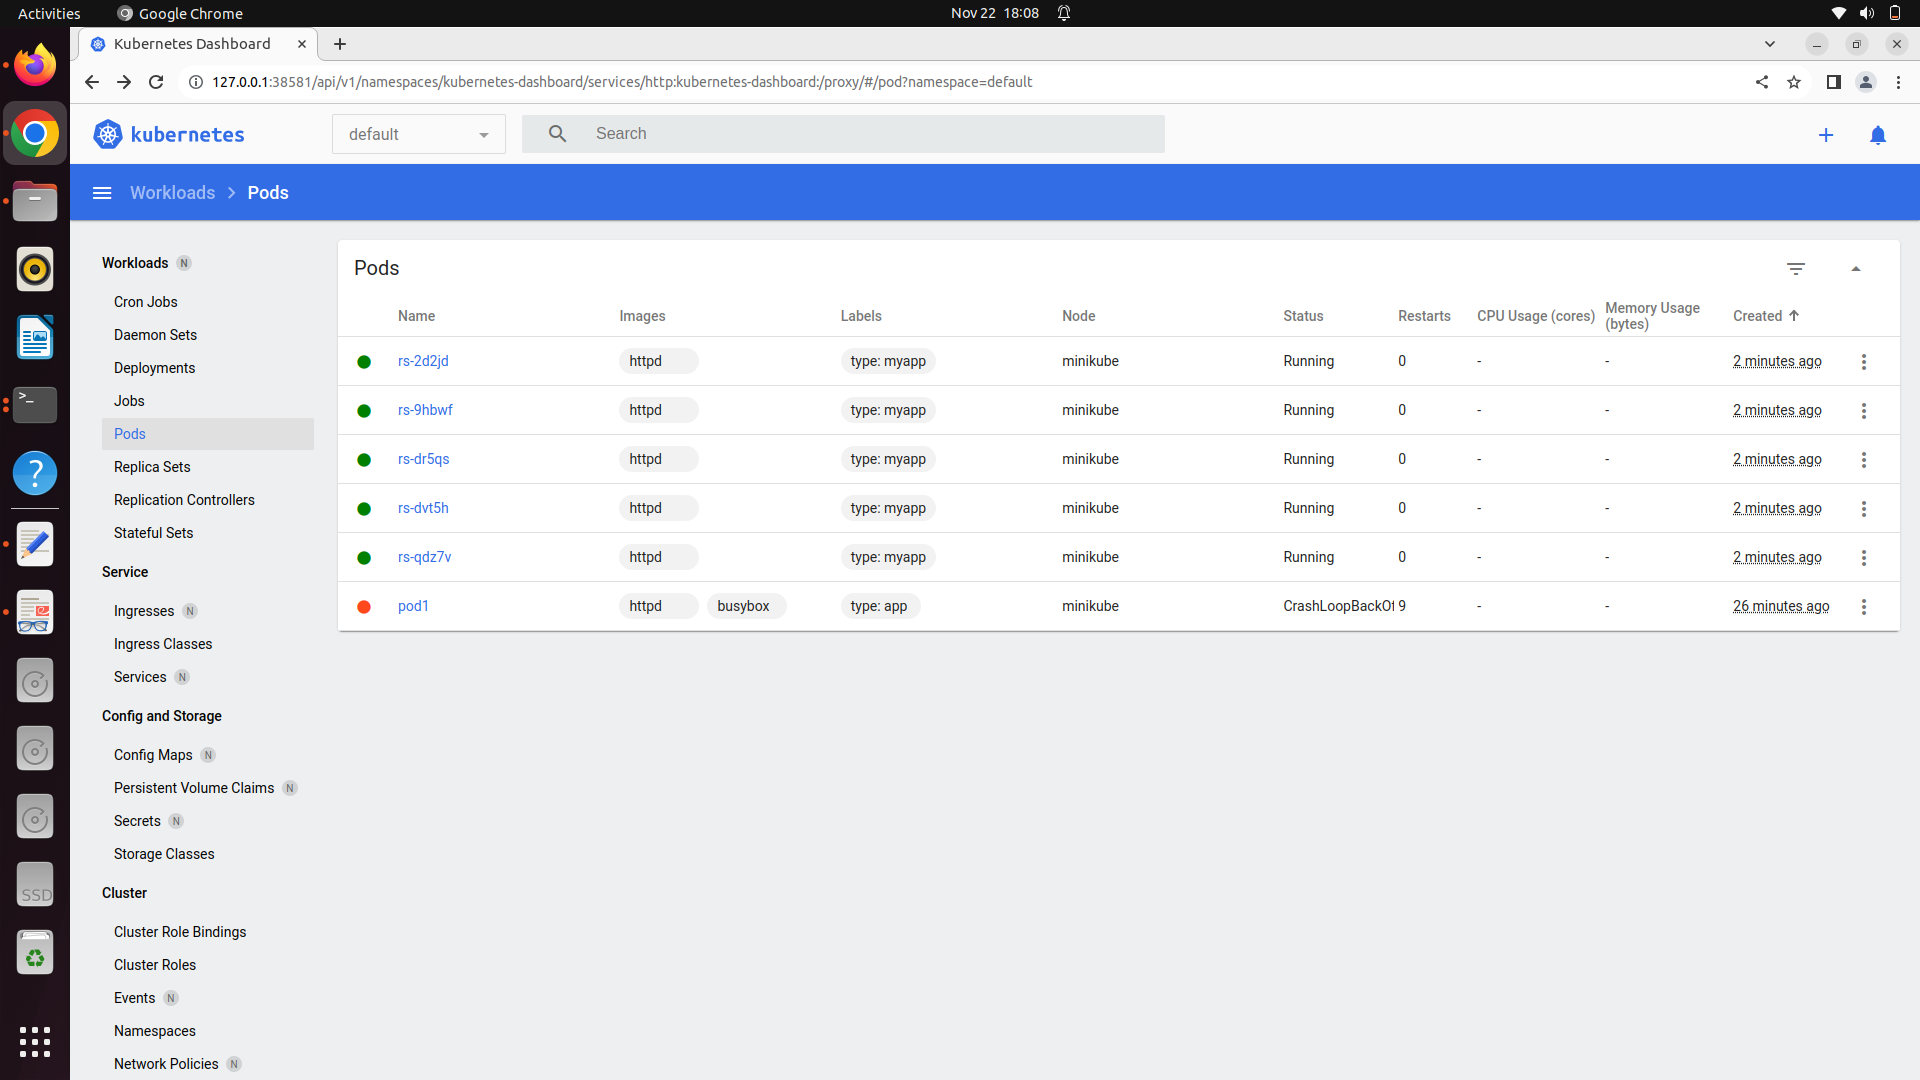 Activities
Google Chrome
Nov 22 18:08
Kubernetes Dashboard
127.0.0.1:38581/api/v1/namespaces/kubernetes-dashboard/services/http:kubernetes-dashboard:/proxy/#/pod?namespace=default
kubernetes
default
Search
Workloads
Pods
Workloads N
Cron Jobs
Daemon Sets
Deployments
Jobs
Pods
Replica Sets
Replication Controllers
Stateful Sets
Service
Ingresses N
Ingress Classes
Services N
Config and Storage
Config Maps N
Persistent Volume Claims N
Secrets N
Storage Classes
Cluster
Cluster Role Bindings
Cluster Roles
Events N
Namespaces
Network Policies N
SSD
Pods
Name Images Labels Node Status Restarts CPU Usage (cores) Memory Usage (bytes) Created
rs-2d2jd httpd type: myapp minikube Running 0 - - 2 minutes ago
rs-9hbwf httpd type: myapp minikube Running 0 - - 2 minutes ago
rs-dr5qs httpd type: myapp minikube Running 0 - - 2 minutes ago
rs-dvt5h httpd type: myapp minikube Running 0 - - 2 minutes ago
rs-qdz7v httpd type: myapp minikube Running 0 - - 2 minutes ago
pod1 httpd busybox type: app minikube CrashLoopBackOf 9 - - 26 minutes ago